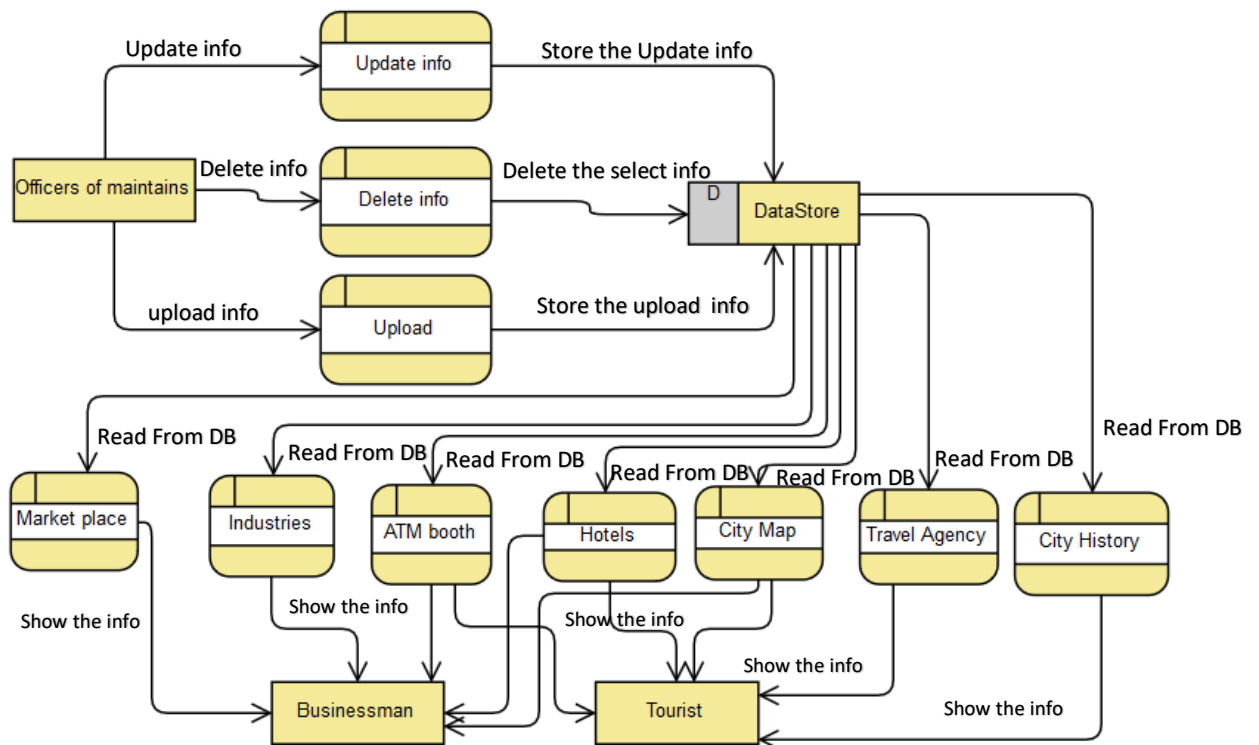 Update info
Update info
Store the Update info
Officers of maintains
Delete info
Delete info
Delete the select info
D
DataStore
upload info
Upload
Store the upload info
Read From DB
Read From DB
Read From DB
Read From DB
Read From DB
Read From DB
Read From DB
Market place
Industries
ATM booth
Hotels
City Map
Travel Agency
City History
Show the info
Show the info
Show the info
Show the info
Show the info
Businessman
Tourist